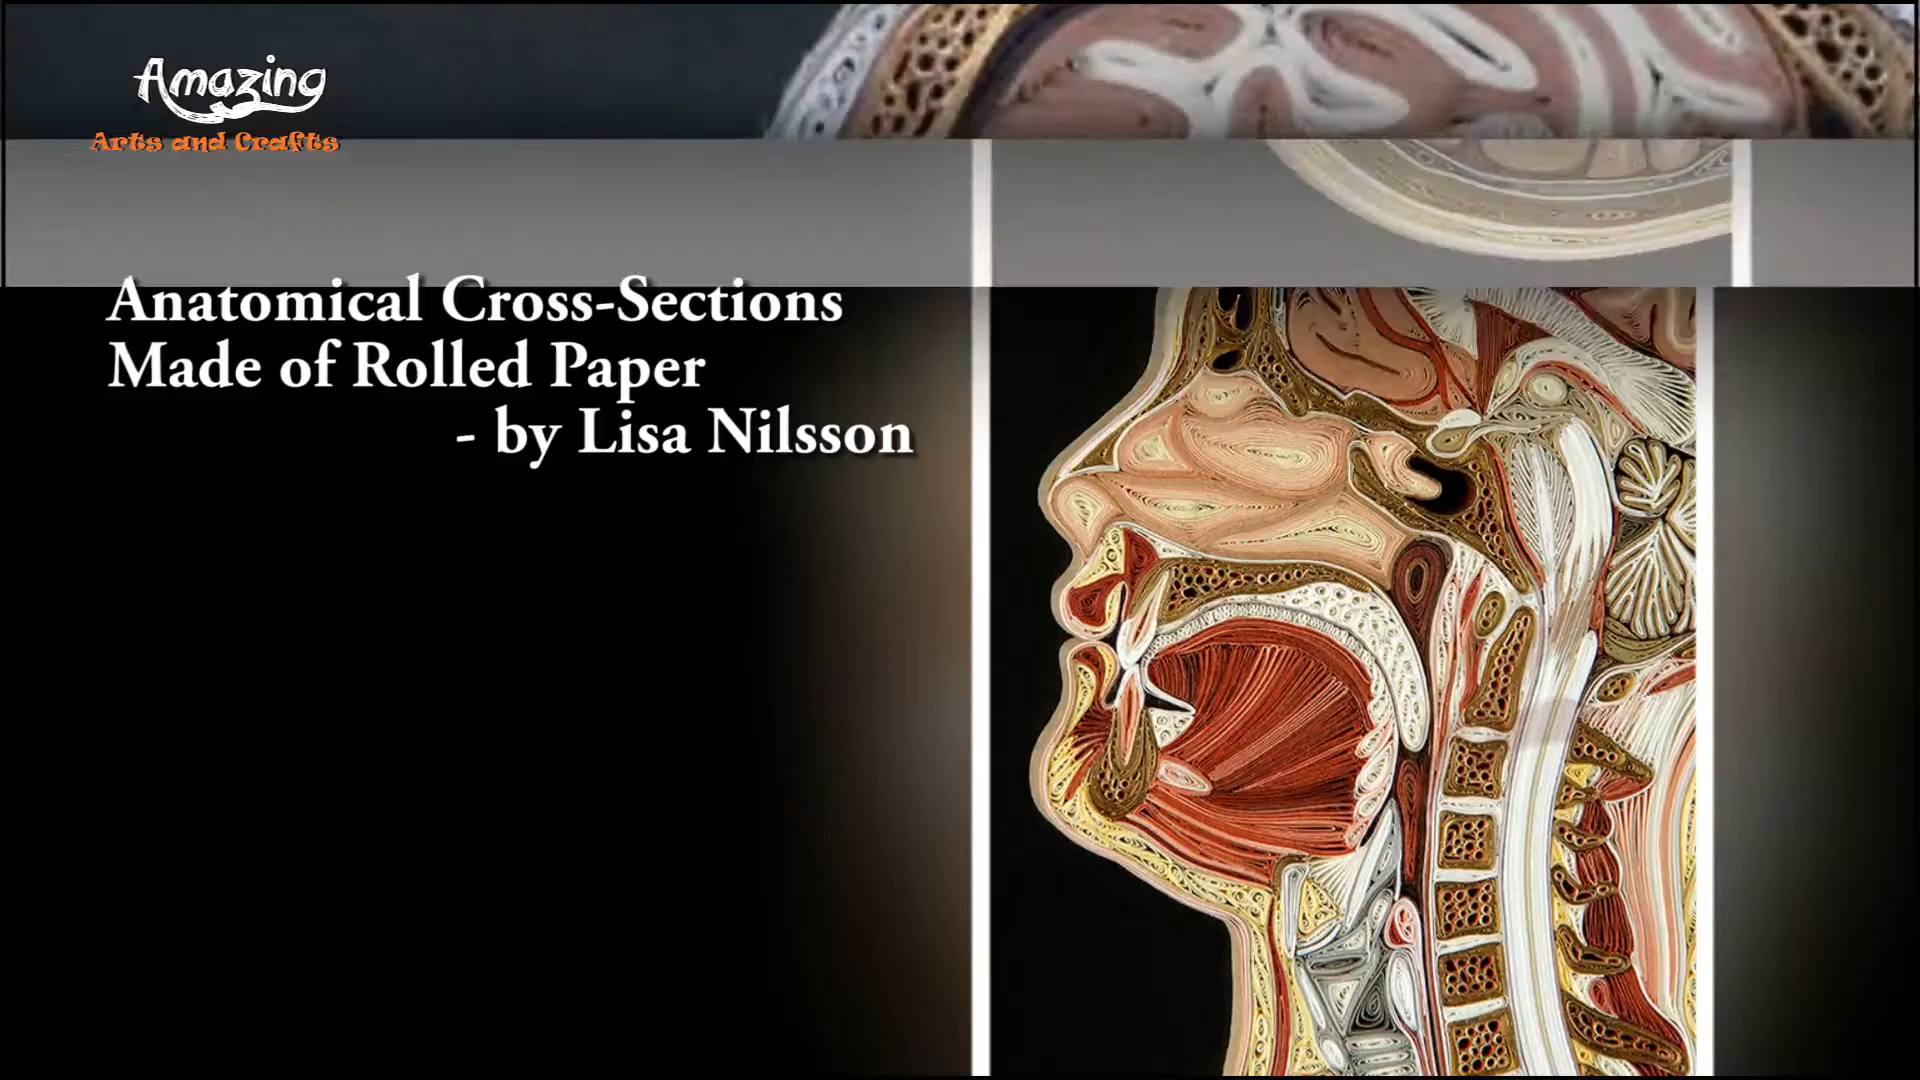 Amazing
Arts and Crafts
Anatomical Cross-Sections
Made of Rolled Paper
- by Lisa Nilsson